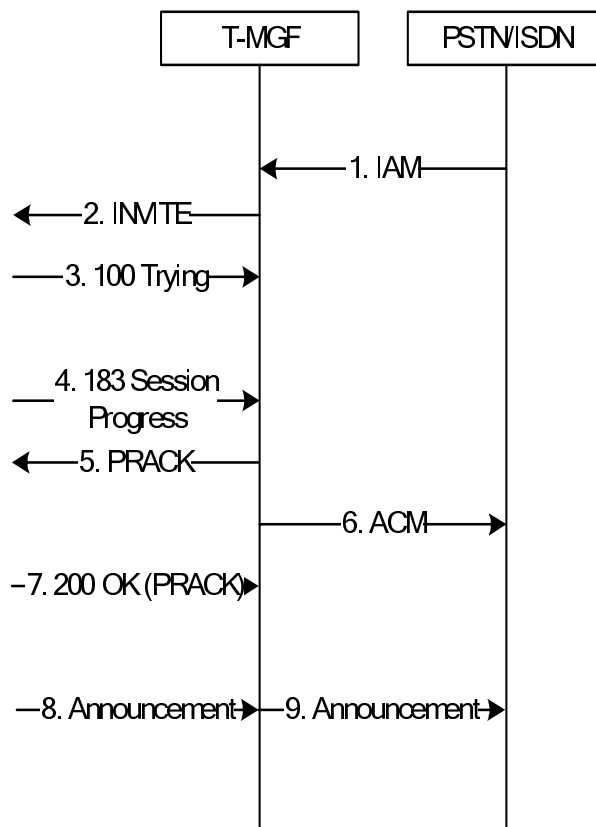 T-MGF
PSTN/ISDN
1. IAM
2. INVITE
3. 100 Trying
4. 183 Session
Progress
5. PRACK
6. ACM
7. 200 OK (PRACK)
8. Announcement
9. Announcement